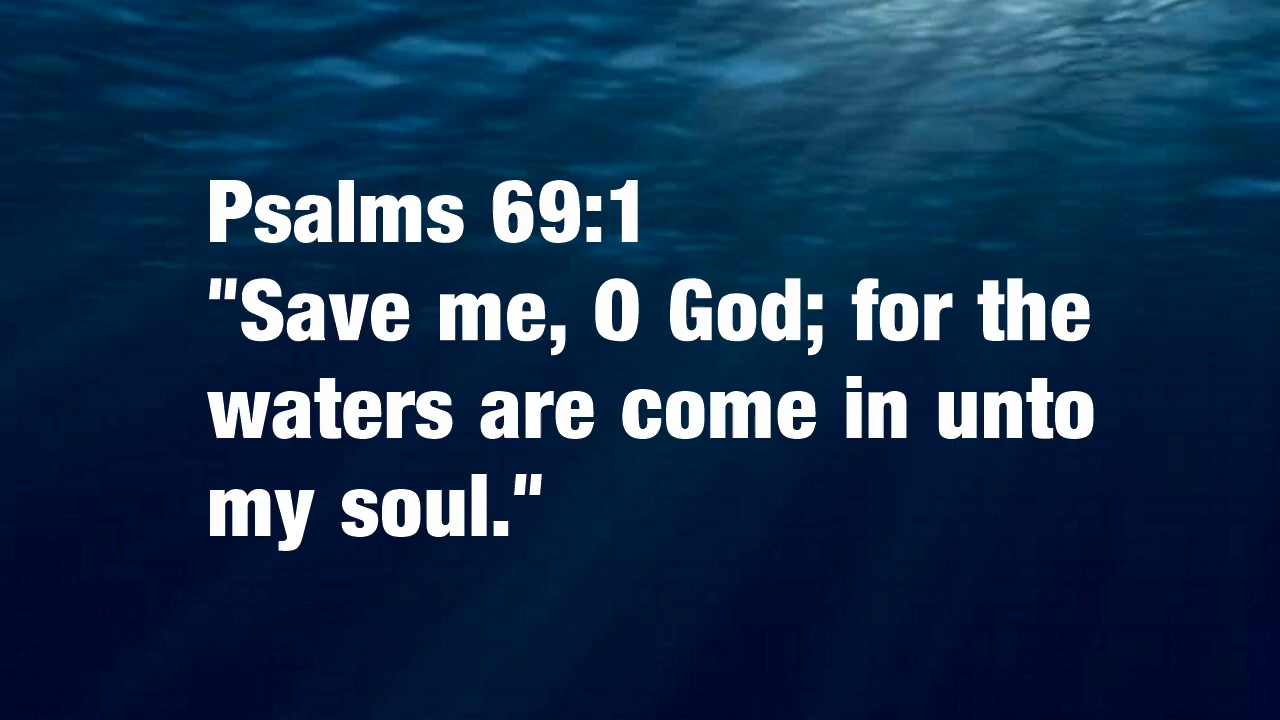 Psalms 69:1
"Save me, O God; for the
waters are come in unto
my soul."